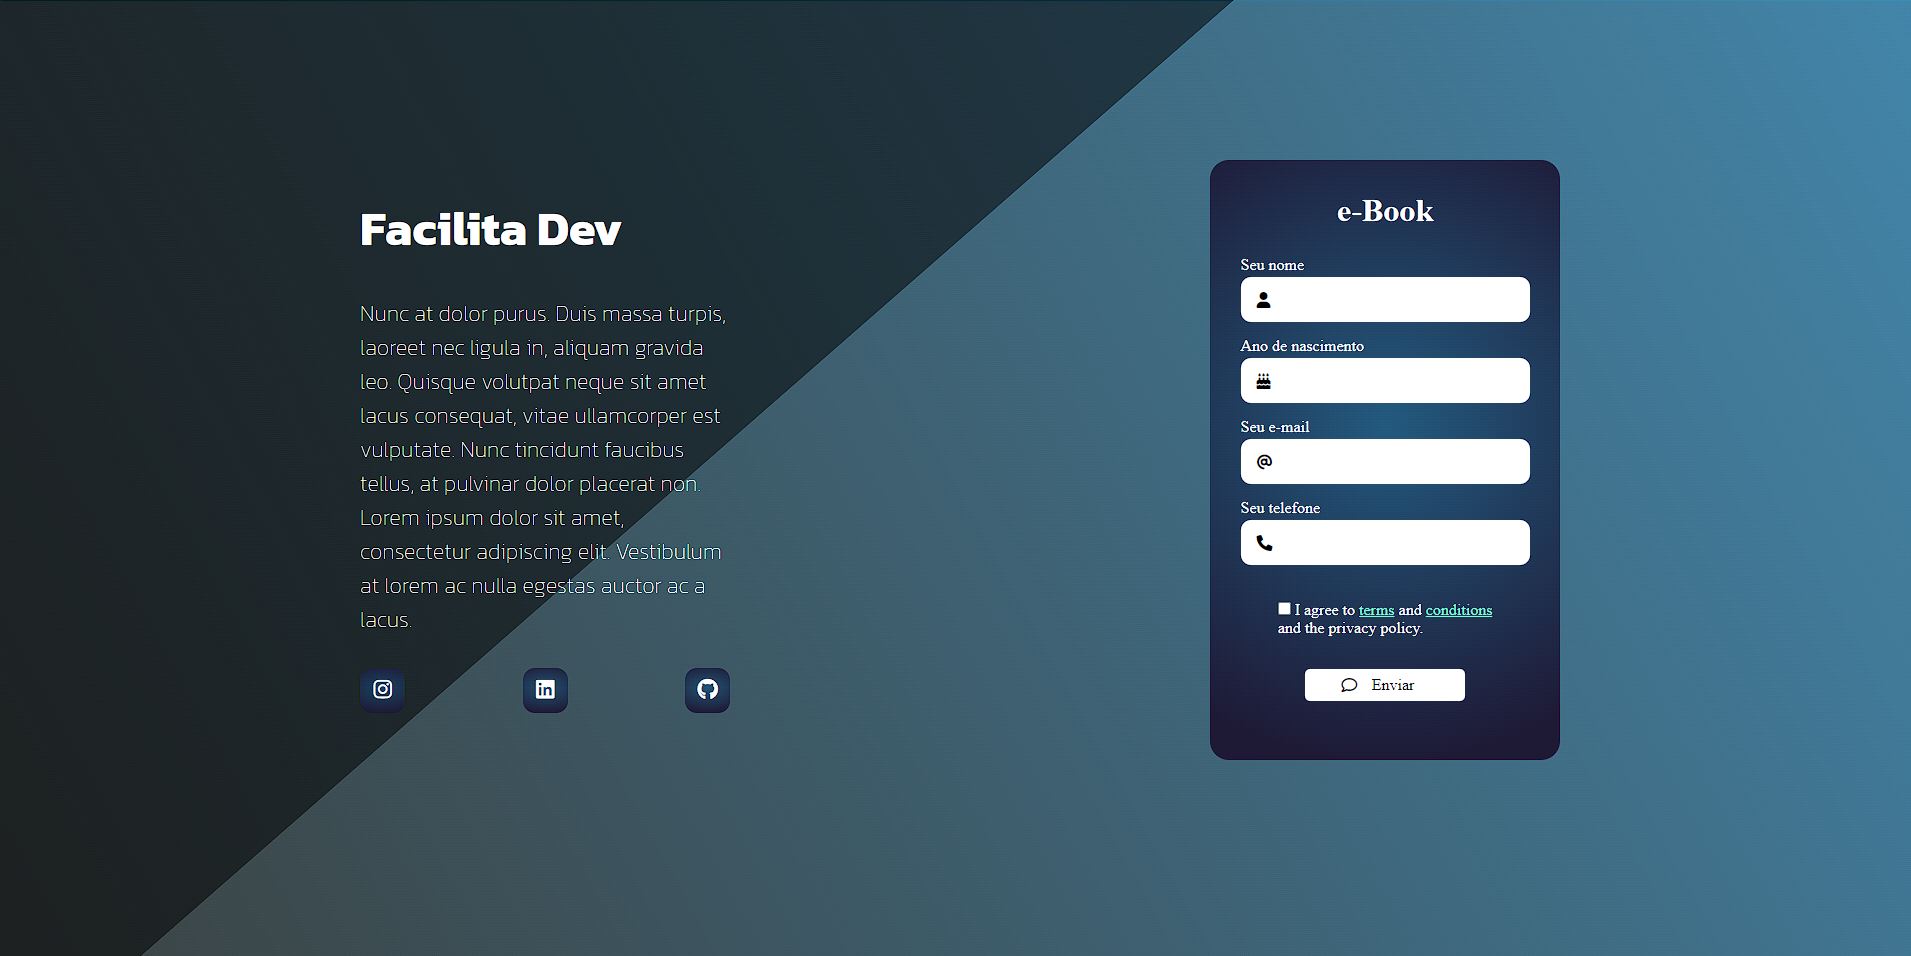 Facilita Dev
Nunc at dolor purus. Duis massa turpis,
laoreet nec ligula in, aliquam gravida
leo. Quisque volutpat neque sit amet
lacus consequat, vitae ullamcorper est
vulputate. Nunc tincidunt faucibus
tellus, at pulvinar dolor placerat non.
Lorem ipsum dolor sit amet,
consectetur adipiscing elit. Vestibulum
at lorem ac nulla egestas auctor ac a
lacus.
e-Book
Seu nome
Ano de nascimento
Seu e-mail
Seu telefone
I agree to terms and conditions
and the privacy policy.
Enviar